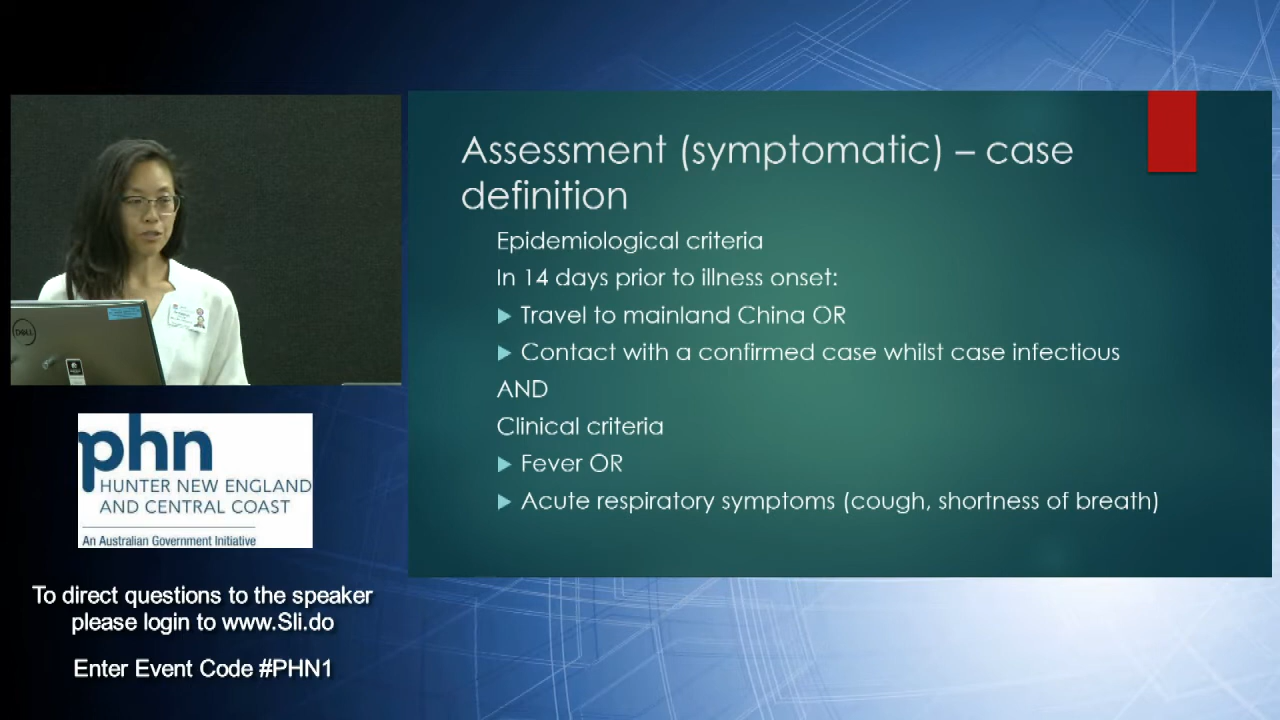 Assessment (symptomatic) – case
definition
Epidemiological criteria
In 14 days prior to illness onset:
Travel to mainland China OR
Contact with a confirmed case whilst case infectious
AND
Clinical criteria
Fever OR
Acute respiratory symptoms (cough, shortness of breath)
DELL
phn
HUNTER NEW ENGLAND
AND CENTRAL COAST
An Australian Government Initiative
To direct questions to the speaker
please login to www.Sli.do
Enter Event Code #PHN1